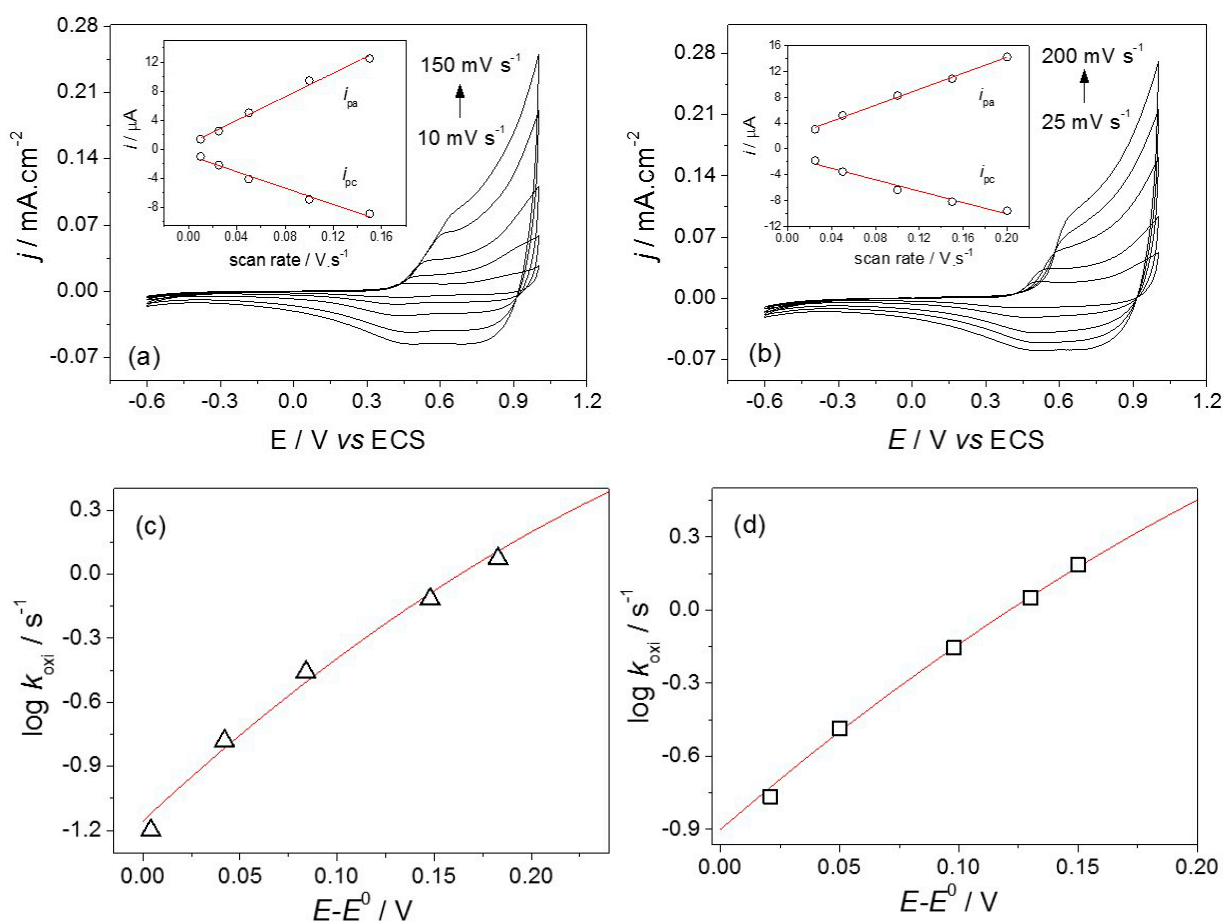 0.28
0.21
0.14
0.07
0.00
-0.07
j / mA.cm⁻²
12
8
4
0
-4
-8
i / µA
i_pa
i_pc
0.00 0.04 0.08 0.12 0.16
scan rate / V.s⁻¹
150 mV s⁻¹
10 mV s⁻¹
(a)
-0.6 -0.3 0.0 0.3 0.6 0.9 1.2
E / V vs ECS
0.28
0.21
0.14
0.07
0.00
-0.07
j / mA.cm⁻²
16
12
8
4
0
-4
-8
-12
i / µA
i_pa
i_pc
0.00 0.04 0.08 0.12 0.16 0.20
scan rate / V.s⁻¹
200 mV s⁻¹
25 mV s⁻¹
(b)
-0.6 -0.3 0.0 0.3 0.6 0.9 1.2
E / V vs ECS
0.3
0.0
-0.3
-0.6
-0.9
-1.2
log k_oxi / s⁻¹
(c)
0.00 0.05 0.10 0.15 0.20
E-E⁰ / V
0.3
0.0
-0.3
-0.6
-0.9
log k_oxi / s⁻¹
(d)
0.00 0.05 0.10 0.15 0.20
E-E⁰ / V